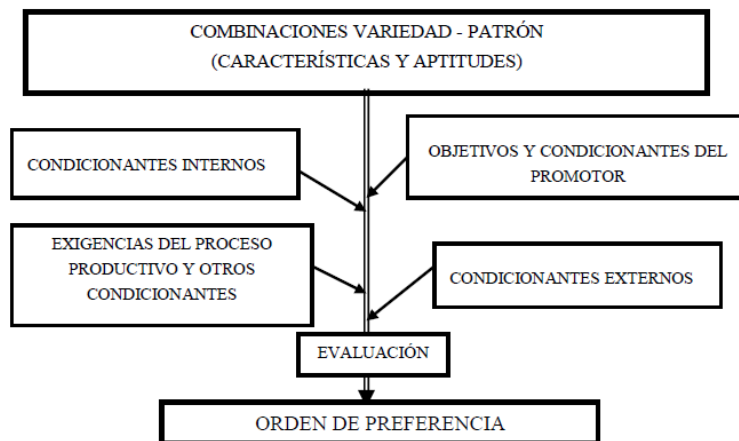 COMBINACIONES VARIEDAD - PATRÓN
(CARACTERÍSTICAS Y APTITUDES)
CONDICIONANTES INTERNOS
OBJETIVOS Y CONDICIONANTES DEL
PROMOTOR
EXIGENCIAS DEL PROCESO
PRODUCTIVO Y OTROS
CONDICIONANTES
CONDICIONANTES EXTERNOS
EVALUACIÓN
ORDEN DE PREFERENCIA